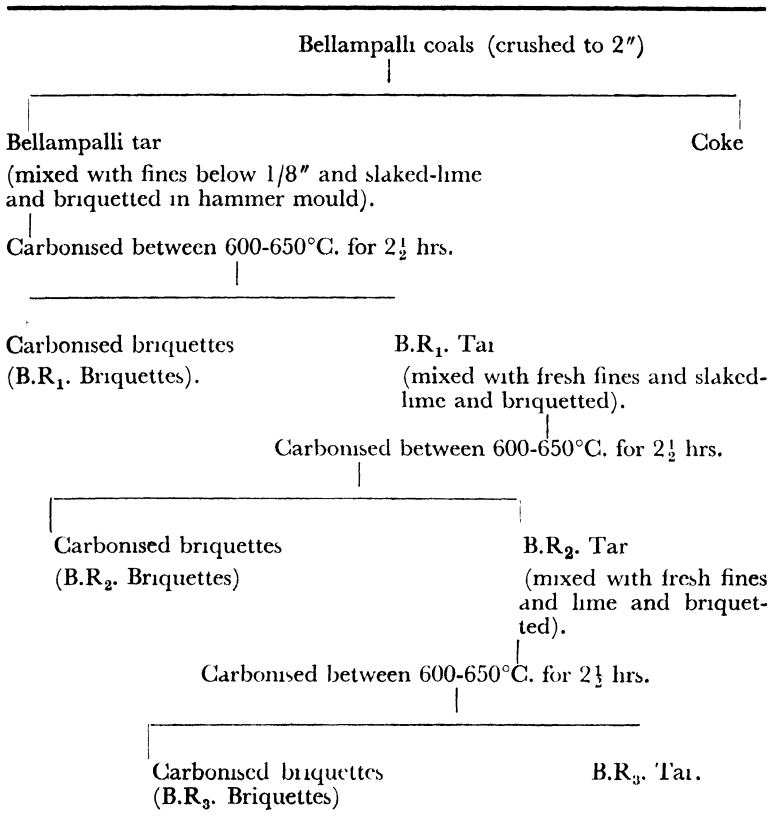 Bellampalli coals (crushed to 2″)
Bellampalli tar Coke
(mixed with fines below 1/8″ and slaked-lime
and briquetted in hammer mould).
Carbonised between 600-650°C. for 2½ hrs.
Carbonised briquettes B.R₁. Tar
(B.R₁. Briquettes). (mixed with fresh fines and slaked-
lime and briquetted).
Carbonised between 600-650°C. for 2½ hrs.
Carbonised briquettes B.R₂. Tar
(B.R₂. Briquettes) (mixed with fresh fines
and lime and briquet-
ted).
Carbonised between 600-650°C. for 2½ hrs.
Carbonised briquettes B.R₃. Tar.
(B.R₃. Briquettes)